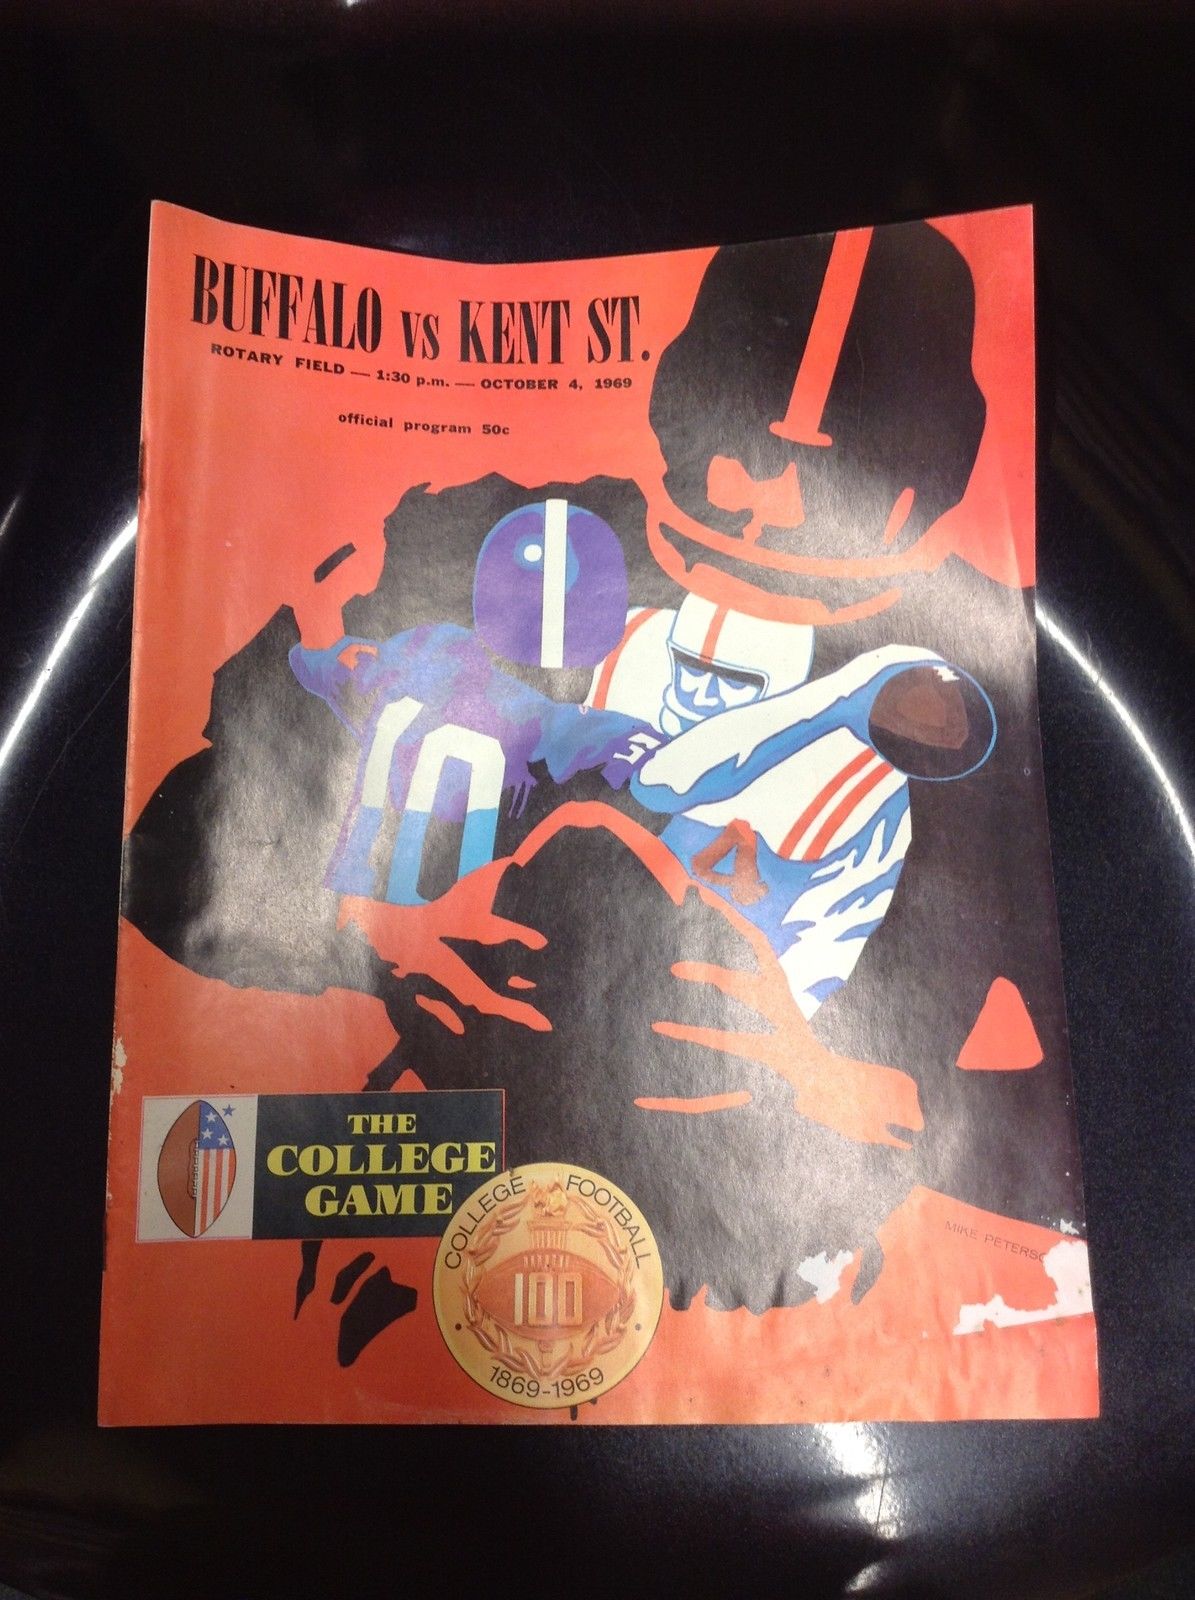 BUFFALO VS KENT ST.
ROTARY FIELD — 1:30 p.m. — OCTOBER 4, 1969
official program 50c
10
5
4
THE
COLLEGE
GAME
COLLEGE FOOTBALL
100
1869-1969
MIKE